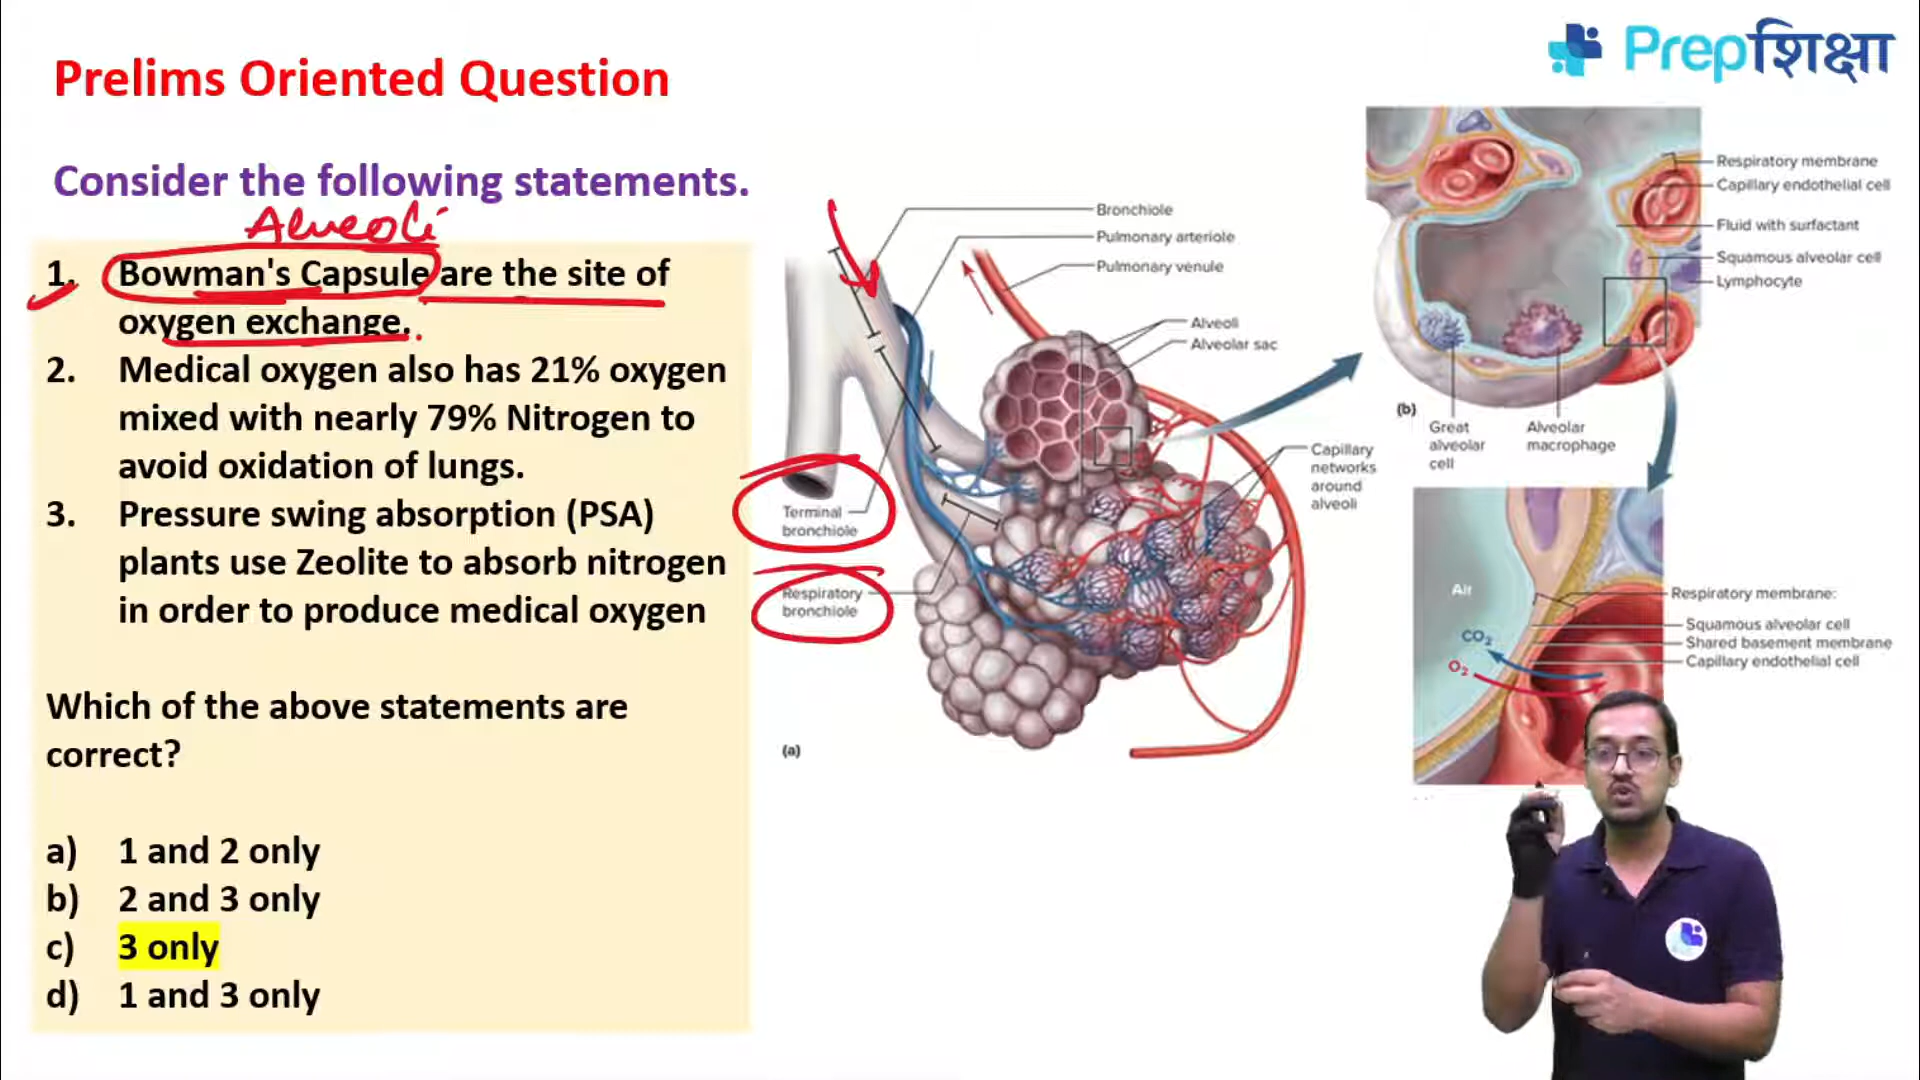 Prelims Oriented Question
Prepशिक्षा
Consider the following statements.
Alveoli
1. Bowman's Capsule are the site of
oxygen exchange.
2. Medical oxygen also has 21% oxygen
mixed with nearly 79% Nitrogen to
avoid oxidation of lungs.
3. Pressure swing absorption (PSA)
plants use Zeolite to absorb nitrogen
in order to produce medical oxygen
Which of the above statements are
correct?
a) 1 and 2 only
b) 2 and 3 only
c) 3 only
d) 1 and 3 only
Bronchiole
Pulmonary arteriole
Pulmonary venule
Alveoli
Alveolar sac
Capillary
networks
around
alveoli
Terminal
bronchiole
Respiratory
bronchiole
(a)
Respiratory membrane
Capillary endothelial cell
Fluid with surfactant
Squamous alveolar cell
Lymphocyte
(b)
Great
alveolar
cell
Alveolar
macrophage
Air
CO2
O2
Respiratory membrane:
Squamous alveolar cell
Shared basement membrane
Capillary endothelial cell